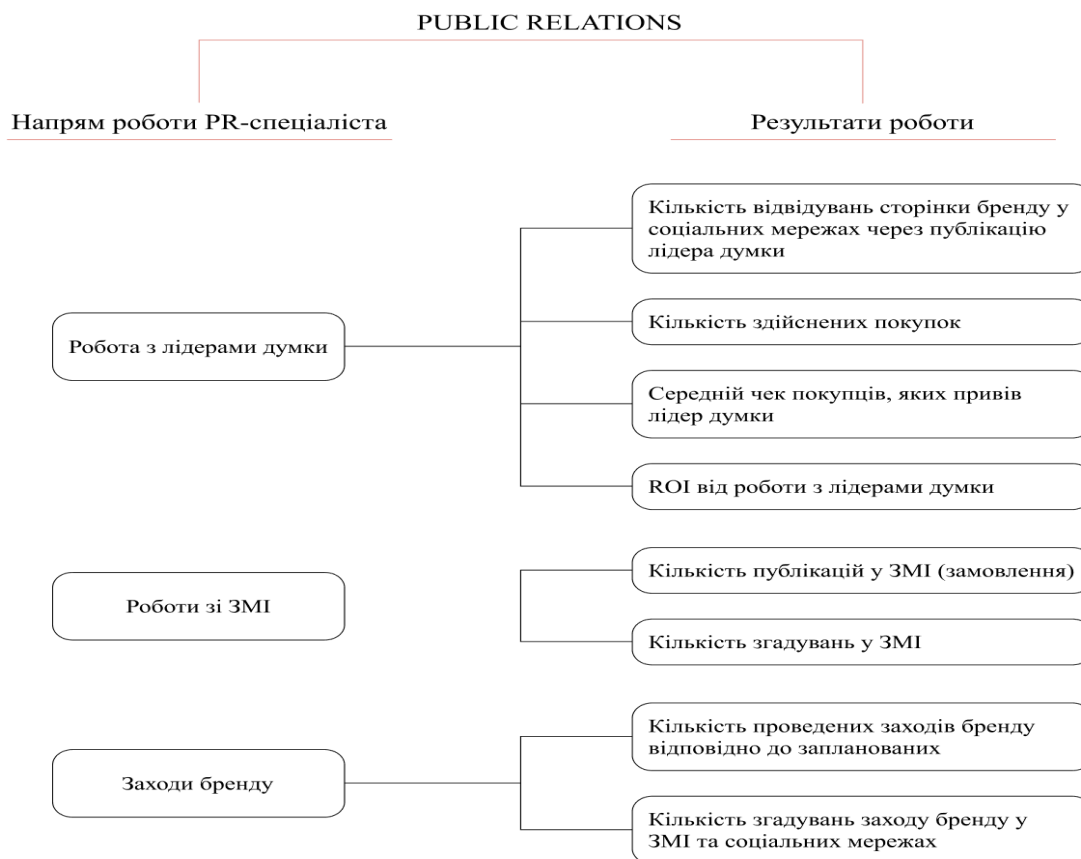 PUBLIC RELATIONS
Напрям роботи PR-спеціаліста
Результати роботи
Робота з лідерами думки
Кількість відвідувань сторінки бренду у
соціальних мережах через публікацію
лідера думки
Кількість здійснених покупок
Середній чек покупців, яких привів
лідер думки
ROI від роботи з лідерами думки
Роботи зі ЗМІ
Кількість публікацій у ЗМІ (замовлення)
Кількість згадувань у ЗМІ
Заходи бренду
Кількість проведених заходів бренду
відповідно до запланованих
Кількість згадувань заходу бренду у
ЗМІ та соціальних мережах